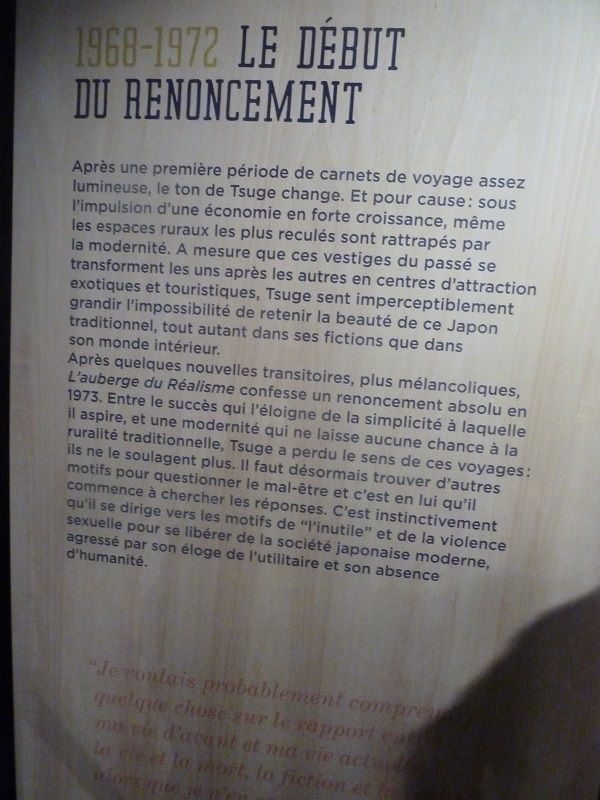 1968-1972 LE DÉBUT
DU RENONCEMENT
Après une première période de carnets de voyage assez
lumineuse, le ton de Tsuge change. Et pour cause : sous
l'impulsion d'une économie en forte croissance, même
les espaces ruraux les plus reculés sont rattrapés par
la modernité. A mesure que ces vestiges du passé se
transforment les uns après les autres en centres d'attraction
exotiques et touristiques, Tsuge sent imperceptiblement
grandir l'impossibilité de retenir la beauté de ce Japon
traditionnel, tout autant dans ses fictions que dans
son monde intérieur.
Après quelques nouvelles transitoires, plus mélancoliques,
L'auberge du Réalisme confesse un renoncement absolu en
1973. Entre le succès qui l'éloigne de la simplicité à laquelle
il aspire, et une modernité qui ne laisse aucune chance à la
ruralité traditionnelle, Tsuge a perdu le sens de ces voyages :
ils ne le soulagent plus. Il faut désormais trouver d'autres
motifs pour questionner le mal-être et c'est en lui qu'il
commence à chercher les réponses. C'est instinctivement
qu'il se dirige vers les motifs de "l'inutile" et de la violence
sexuelle pour se libérer de la société japonaise moderne,
agressé par son éloge de l'utilitaire et son absence
d'humanité.
"Je voulais probablement
quelque chose sur le rapport
ma vie d'avant et ma vie
la vie et la mort, la fiction et
alors que je n'en